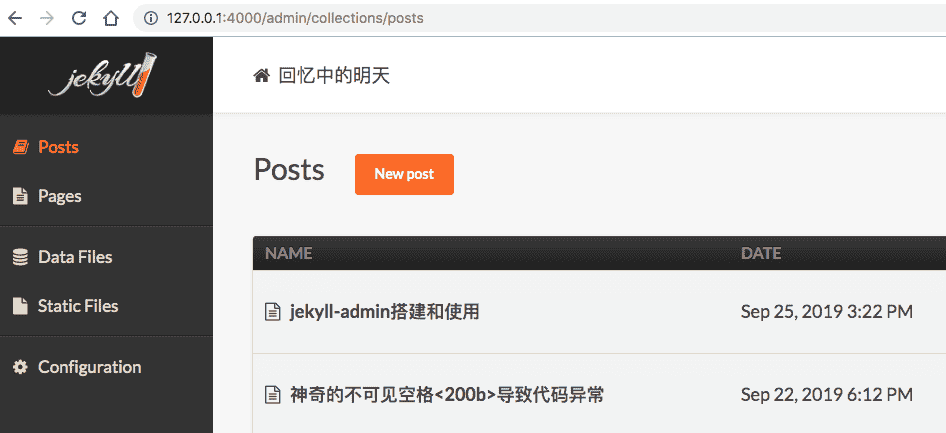 127.0.0.1:4000/admin/collections/posts
jekyll
回忆中的明天
Posts
Pages
Data Files
Static Files
Configuration
Posts
New post
NAME DATE
jekyll-admin搭建和使用 Sep 25, 2019 3:22 PM
神奇的不可见空格<200b>导致代码异常 Sep 22, 2019 6:12 PM